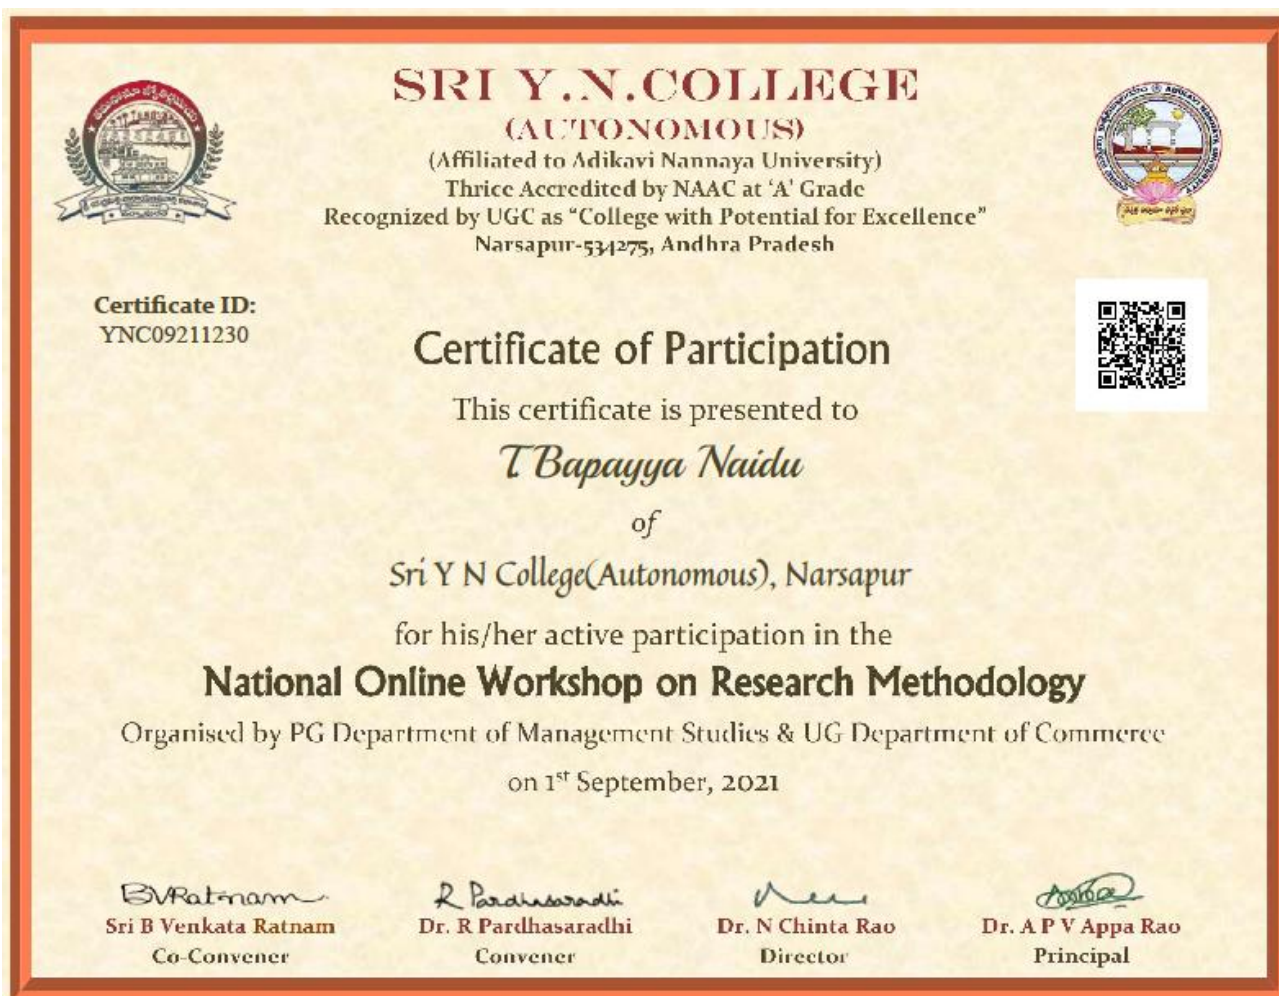 SRI Y.N.COLLEGE
(AUTONOMOUS)
(Affiliated to Adikavi Nannaya University)
Thrice Accredited by NAAC at ‘A’ Grade
Recognized by UGC as “College with Potential for Excellence”
Narsapur-534275, Andhra Pradesh
Certificate ID:
YNC09211230
Certificate of Participation
This certificate is presented to
T Bapayya Naidu
of
Sri Y N College(Autonomous), Narsapur
for his/her active participation in the
National Online Workshop on Research Methodology
Organised by PG Department of Management Studies & UG Department of Commerce
on 1st September, 2021
BVRatnam
R Pardhasaradhi
Sri B Venkata Ratnam
Dr. R Pardhasaradhi
Dr. N Chinta Rao
Dr. A P V Appa Rao
Co-Convener
Convener
Director
Principal